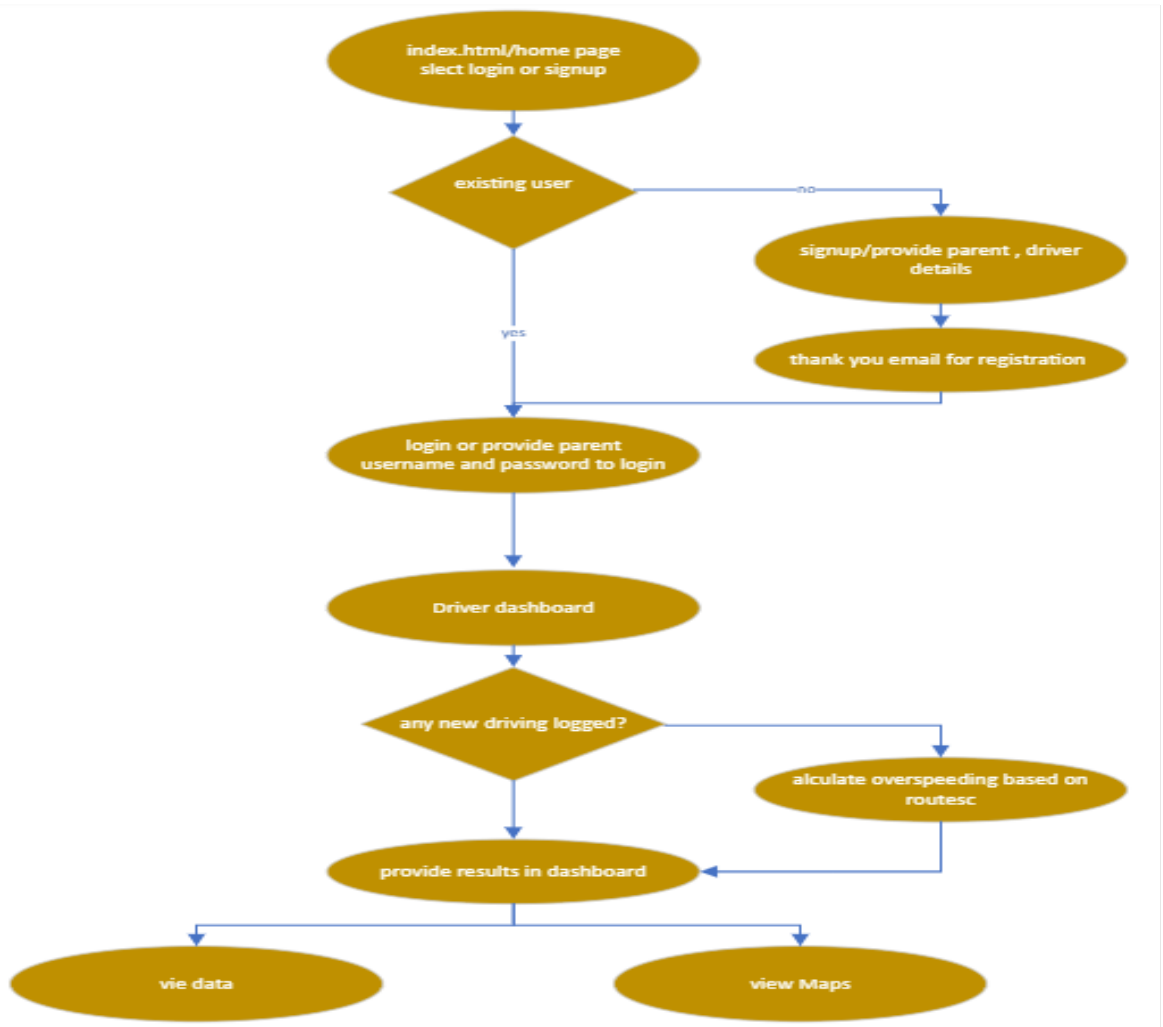 index.html/home page
slect login or signup
existing user
no
signup/provide parent , driver
details
yes
thank you email for registration
login or provide parent
username and password to login
Driver dashboard
any new driving logged?
alculate overspeeding based on
routesc
provide results in dashboard
vie data
view Maps